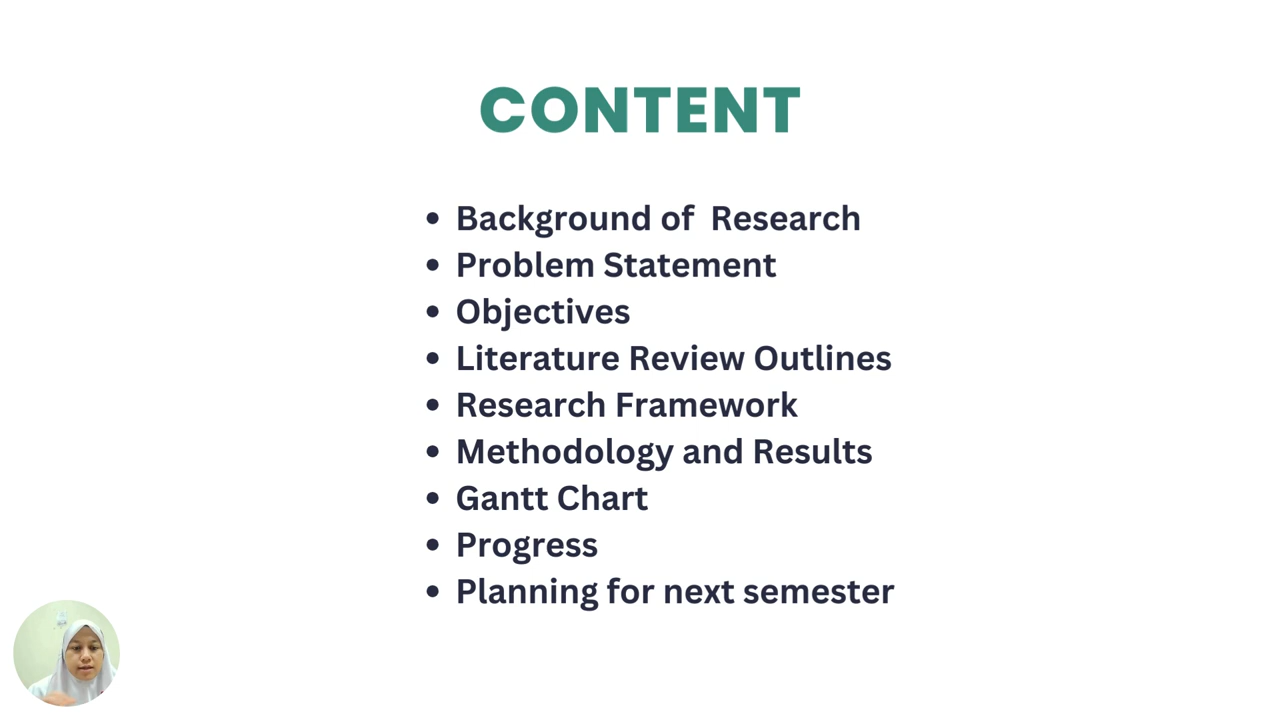 CONTENT
• Background of  Research
• Problem Statement
• Objectives
• Literature Review Outlines
• Research Framework
• Methodology and Results
• Gantt Chart
• Progress
• Planning for next semester